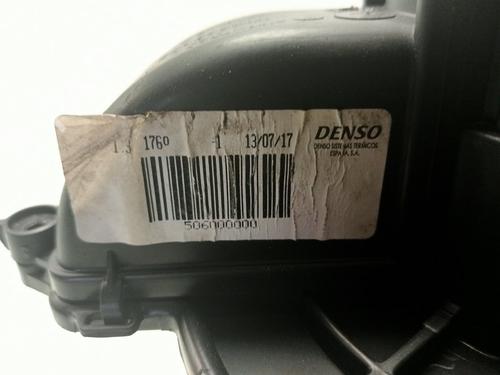 176º -1 13/07/17 DENSO
DENSO SISTEMAS TERMICOS
ESPAÑA, S.A.
506000000